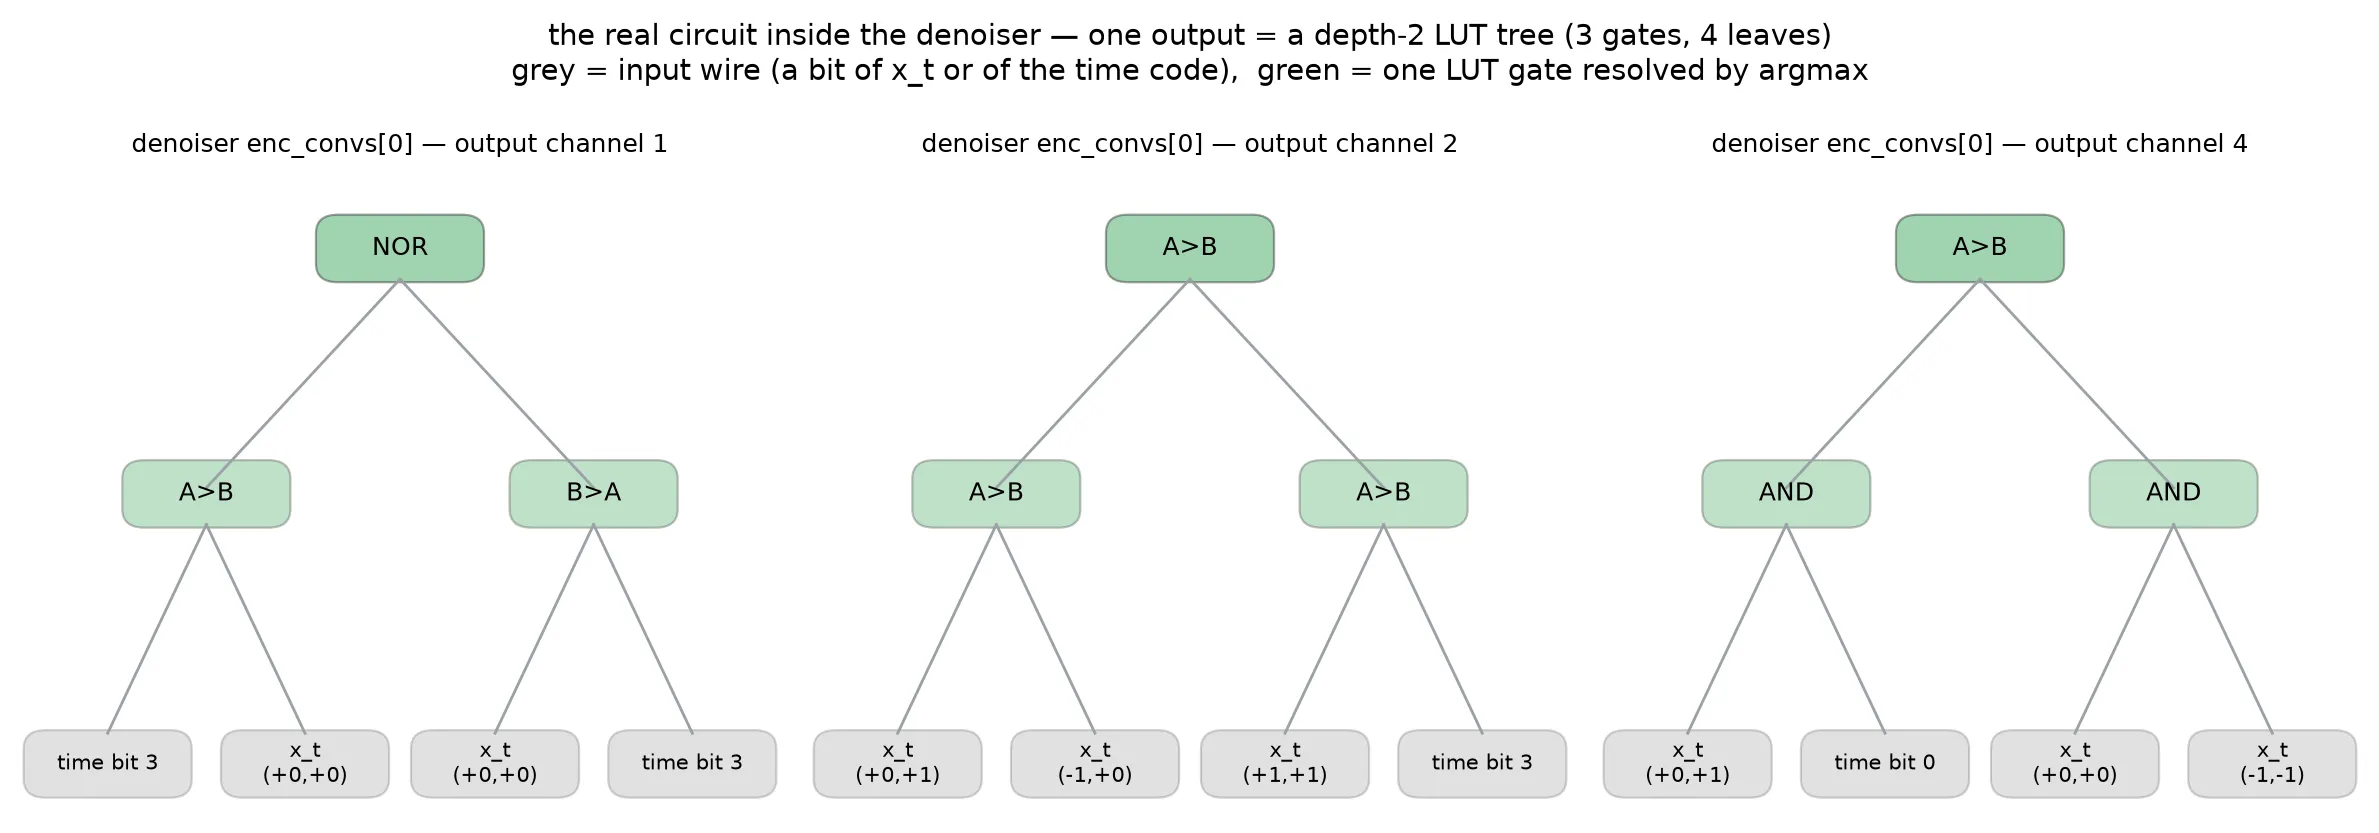 the real circuit inside the denoiser — one output = a depth-2 LUT tree (3 gates, 4 leaves)
grey = input wire (a bit of x_t or of the time code),  green = one LUT gate resolved by argmax
denoiser enc_convs[0] — output channel 1
NOR
A>B
B>A
time bit 3
x_t
(+0,+0)
x_t
(+0,+0)
time bit 3
denoiser enc_convs[0] — output channel 2
A>B
A>B
A>B
x_t
(+0,+1)
x_t
(-1,+0)
x_t
(+1,+1)
time bit 3
denoiser enc_convs[0] — output channel 4
A>B
AND
AND
x_t
(+0,+1)
time bit 0
x_t
(+0,+0)
x_t
(-1,-1)